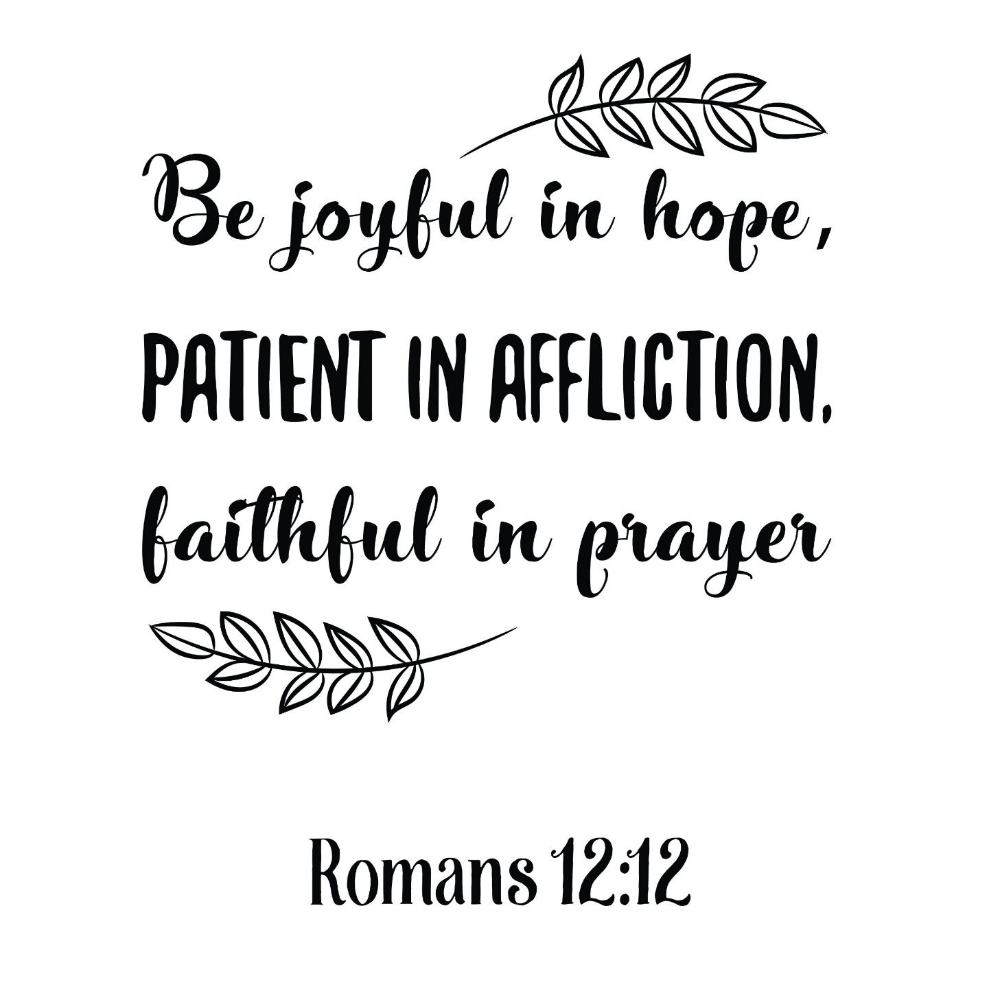 Be joyful in hope,
PATIENT IN AFFLICTION,
faithful in prayer
Romans 12:12